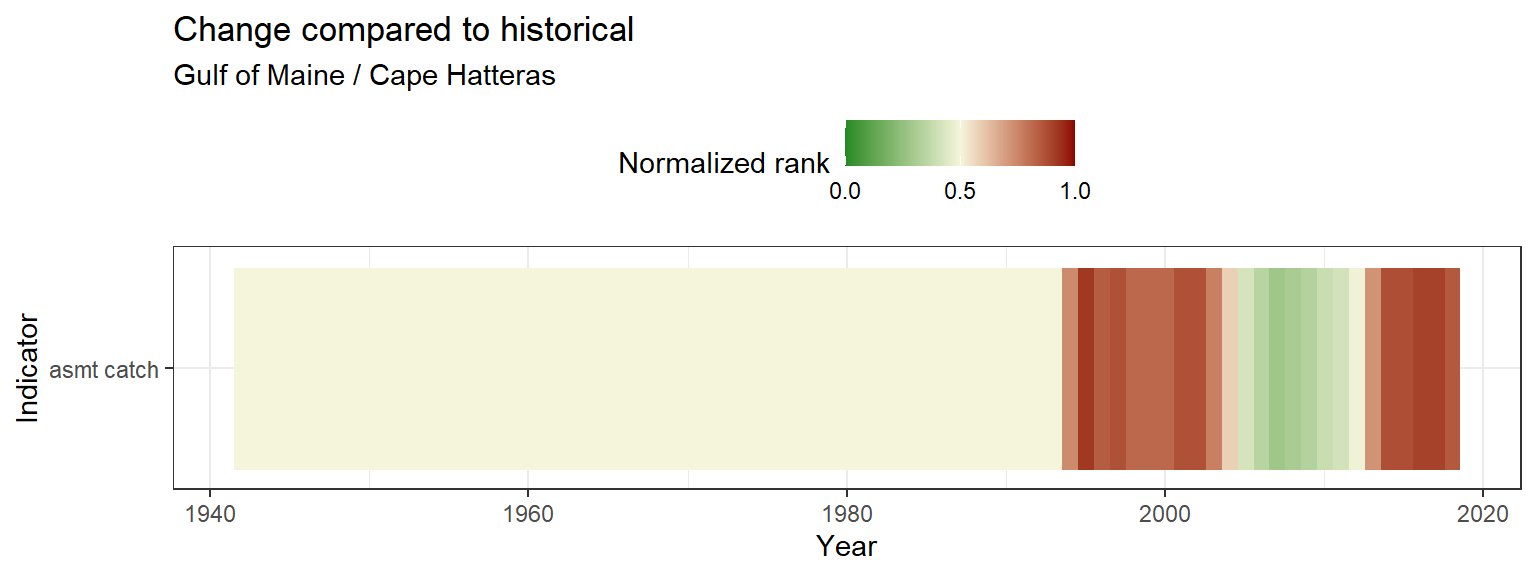 Change compared to historical
Gulf of Maine / Cape Hatteras
Normalized rank
0.0 0.5 1.0
Indicator
asmt catch
1940 1960 1980 2000 2020
Year